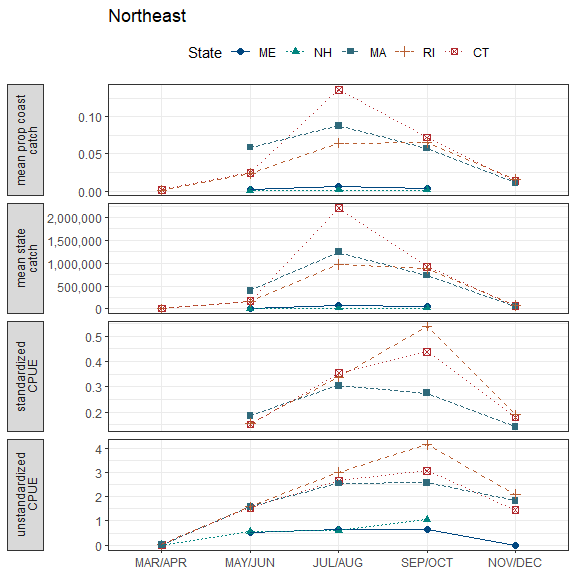 Northeast
State ME NH MA RI CT
mean prop coast
catch
0.10
0.05
0.00
mean state
catch
2,000,000
1,500,000
1,000,000
500,000
0
standardized
CPUE
0.5
0.4
0.3
0.2
unstandardized
CPUE
4
3
2
1
0
MAR/APR MAY/JUN JUL/AUG SEP/OCT NOV/DEC